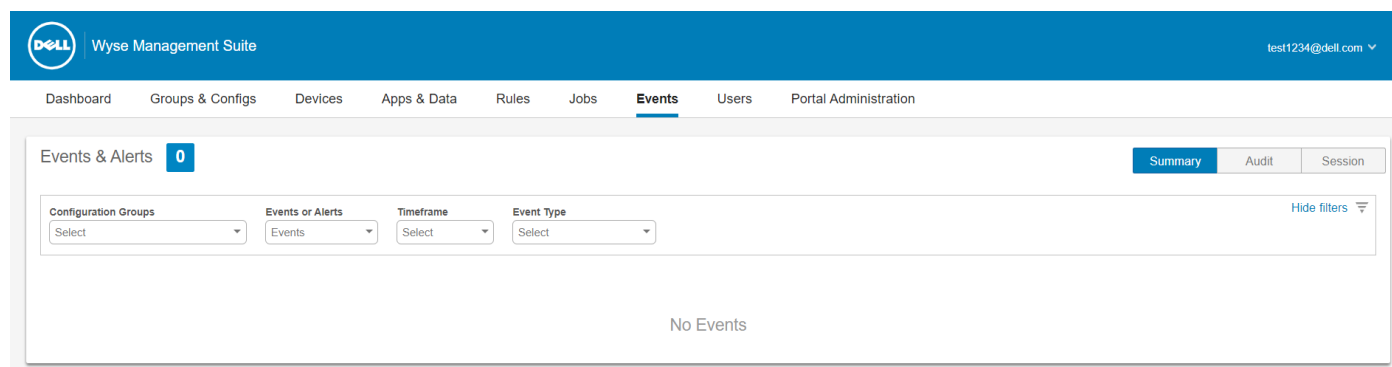 DELL Wyse Management Suite test1234@dell.com
Dashboard Groups & Configs Devices Apps & Data Rules Jobs Events Users Portal Administration
Events & Alerts 0 Summary Audit Session
Configuration Groups Events or Alerts Timeframe Event Type Hide filters
Select Events Select Select
No Events